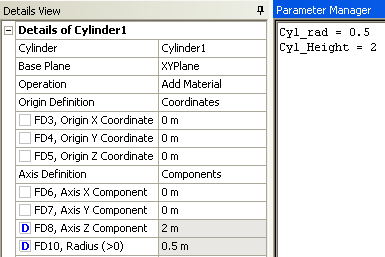 Details View
Details of Cylinder1
Cylinder Cylinder1
Base Plane XYPlane
Operation Add Material
Origin Definition Coordinates
FD3, Origin X Coordinate 0 m
FD4, Origin Y Coordinate 0 m
FD5, Origin Z Coordinate 0 m
Axis Definition Components
FD6, Axis X Component 0 m
FD7, Axis Y Component 0 m
D FD8, Axis Z Component 2 m
D FD10, Radius (>0) 0.5 m
Parameter Manager
Cyl_rad = 0.5
Cyl_Height = 2